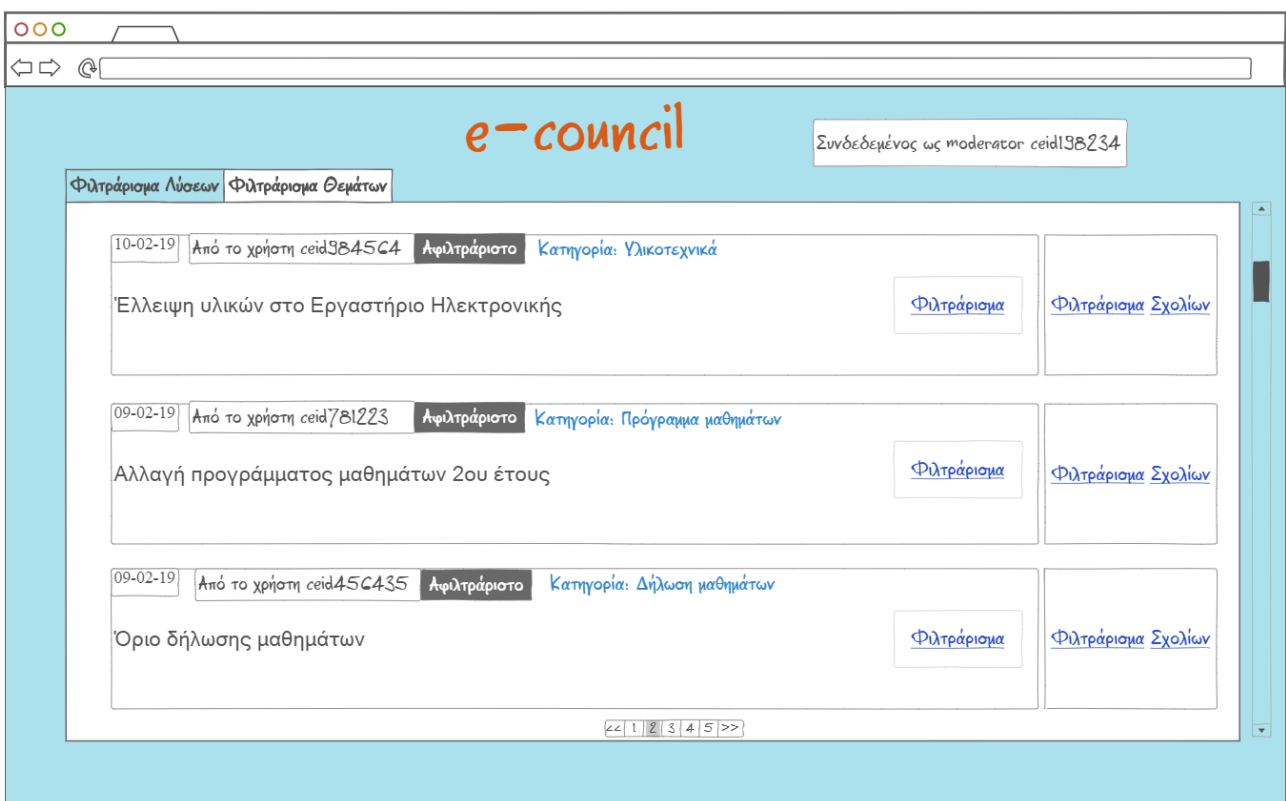 e-council
Συνδεδεμένος ως moderator ceid198234
Φιλτράρισμα Λύσεων Φιλτράρισμα Θεμάτων
10-02-19 Από το χρήστη ceid984564 Αφιλτράριστο Κατηγορία: Υλικοτεχνικά
Έλλειψη υλικών στο Εργαστήριο Ηλεκτρονικής Φιλτράρισμα Φιλτράρισμα Σχολίων
09-02-19 Από το χρήστη ceid781223 Αφιλτράριστο Κατηγορία: Πρόγραμμα μαθημάτων
Αλλαγή προγράμματος μαθημάτων 2ου έτους Φιλτράρισμα Φιλτράρισμα Σχολίων
09-02-19 Από το χρήστη ceid456435 Αφιλτράριστο Κατηγορία: Δήλωση μαθημάτων
Όριο δήλωσης μαθημάτων Φιλτράρισμα Φιλτράρισμα Σχολίων
<< 1 2 3 4 5 >>